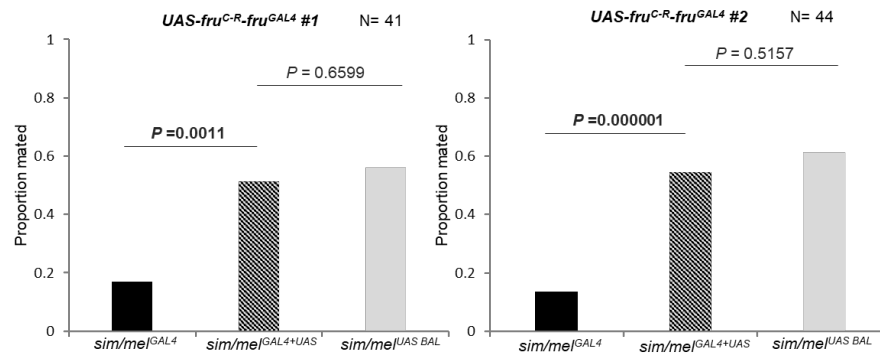 UAS-fru^C-R-fru^GAL4 #1 N= 41
1
0.8
0.6
0.4
0.2
0
Proportion mated
P = 0.6599
P =0.0011
sim/mel^GAL4 sim/mel^GAL4+UAS sim/mel^UAS BAL
UAS-fru^C-R-fru^GAL4 #2 N= 44
1
0.8
0.6
0.4
0.2
0
Proportion mated
P = 0.5157
P =0.000001
sim/mel^GAL4 sim/mel^GAL4+UAS sim/mel^UAS BAL